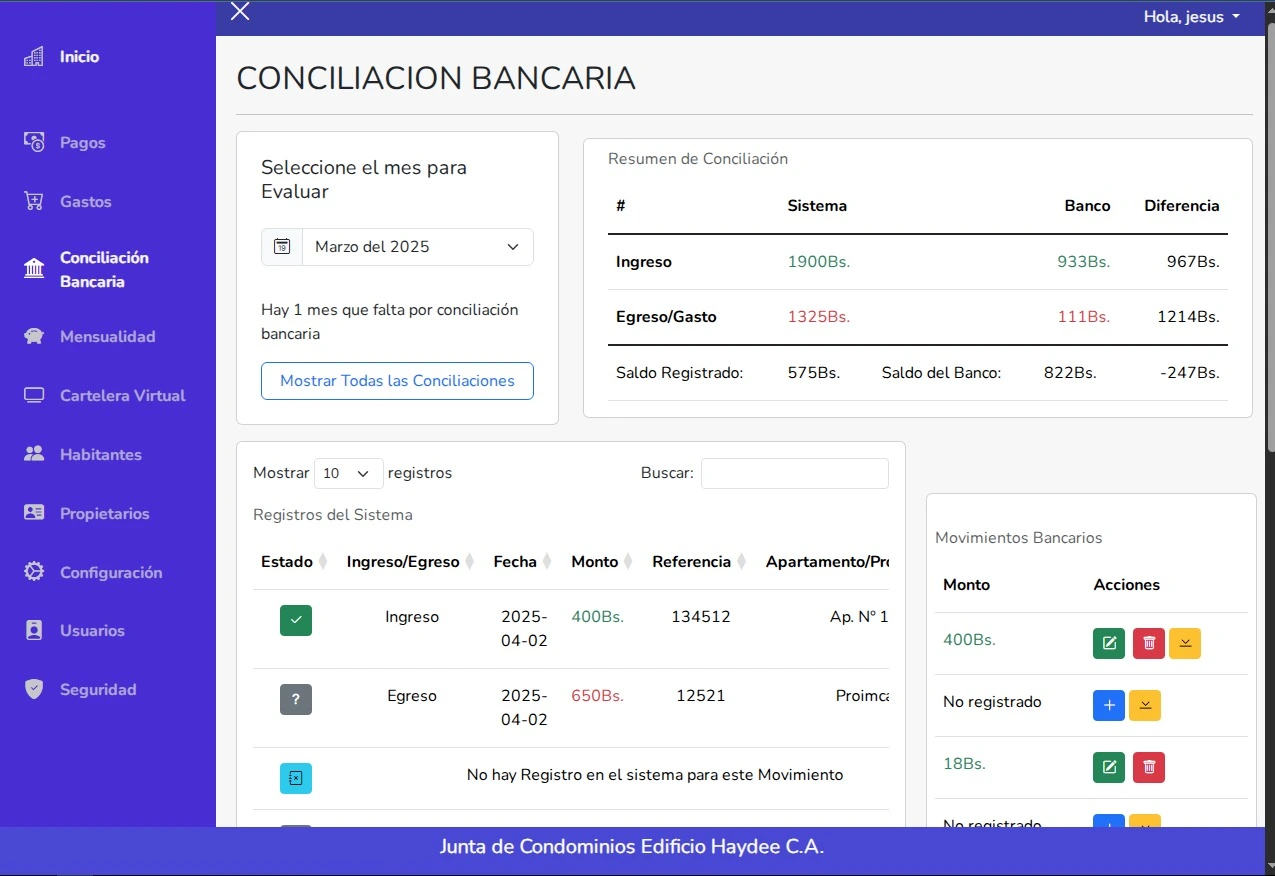 Hola, jesus
Inicio
Pagos
Gastos
Conciliación
Bancaria
Mensualidad
Cartelera Virtual
Habitantes
Propietarios
Configuración
Usuarios
Seguridad
CONCILIACION BANCARIA
Seleccione el mes para
Evaluar
19 Marzo del 2025
Hay 1 mes que falta por conciliación
bancaria
Mostrar Todas las Conciliaciones
Resumen de Conciliación
# Sistema Banco Diferencia
Ingreso 1900Bs. 933Bs. 967Bs.
Egreso/Gasto 1325Bs. 111Bs. 1214Bs.
Saldo Registrado: 575Bs. Saldo del Banco: 822Bs. -247Bs.
Mostrar 10 registros Buscar:
Registros del Sistema
Estado Ingreso/Egreso Fecha Monto Referencia Apartamento/Pro
Ingreso 2025- 400Bs. 134512 Ap. Nº 1
04-02
? Egreso 2025- 650Bs. 12521 Proimca
04-02
No hay Registro en el sistema para este Movimiento
Movimientos Bancarios
Monto Acciones
400Bs.
No registrado
18Bs.
No registrado
Junta de Condominios Edificio Haydee C.A.